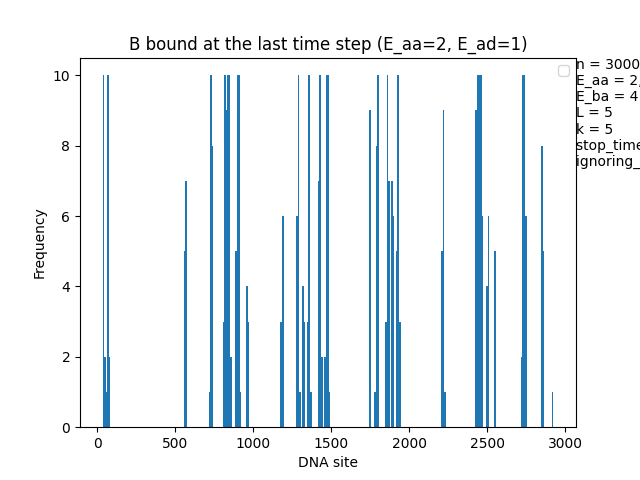 B bound at the last time step (E_aa=2, E_ad=1)
n = 3000
E_aa = 2,
E_ba = 4
L = 5
k = 5
stop_time
ignoring_
Frequency
10
8
6
4
2
0
0 500 1000 1500 2000 2500 3000
DNA site